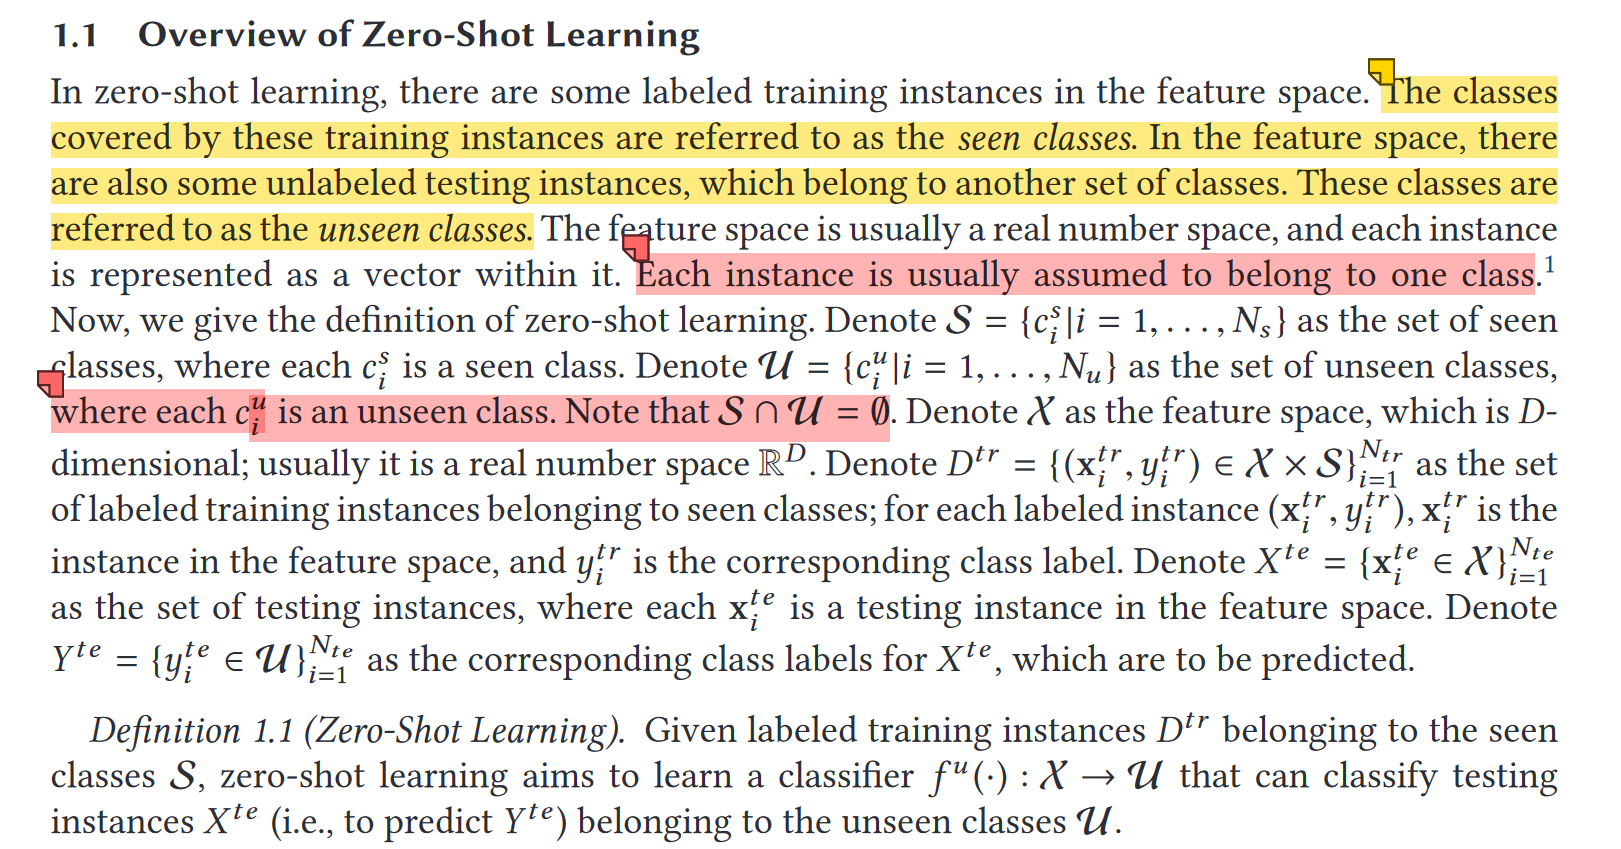 1.1 Overview of Zero-Shot Learning
In zero-shot learning, there are some labeled training instances in the feature space. The classes
covered by these training instances are referred to as the seen classes. In the feature space, there
are also some unlabeled testing instances, which belong to another set of classes. These classes are
referred to as the unseen classes. The feature space is usually a real number space, and each instance
is represented as a vector within it. Each instance is usually assumed to belong to one class.¹
Now, we give the definition of zero-shot learning. Denote $\mathcal{S} = \{c_i^s | i = 1, \ldots, N_s\}$ as the set of seen
classes, where each $c_i^s$ is a seen class. Denote $\mathcal{U} = \{c_i^u | i = 1, \ldots, N_u\}$ as the set of unseen classes,
where each $c_i^u$ is an unseen class. Note that $\mathcal{S} \cap \mathcal{U} = \emptyset$. Denote $\mathcal{X}$ as the feature space, which is $D$-
dimensional; usually it is a real number space $\mathbb{R}^D$. Denote $D^{tr} = \{(\mathbf{x}_i^{tr}, y_i^{tr}) \in \mathcal{X} \times \mathcal{S}\}_{i=1}^{N_{tr}}$ as the set
of labeled training instances belonging to seen classes; for each labeled instance $(\mathbf{x}_i^{tr}, y_i^{tr})$, $\mathbf{x}_i^{tr}$ is the
instance in the feature space, and $y_i^{tr}$ is the corresponding class label. Denote $X^{te} = \{\mathbf{x}_i^{te} \in \mathcal{X}\}_{i=1}^{N_{te}}$
as the set of testing instances, where each $\mathbf{x}_i^{te}$ is a testing instance in the feature space. Denote
$Y^{te} = \{y_i^{te} \in \mathcal{U}\}_{i=1}^{N_{te}}$ as the corresponding class labels for $X^{te}$, which are to be predicted.
Definition 1.1 (Zero-Shot Learning). Given labeled training instances $D^{tr}$ belonging to the seen
classes $\mathcal{S}$, zero-shot learning aims to learn a classifier $f^u(\cdot) : \mathcal{X} \rightarrow \mathcal{U}$ that can classify testing
instances $X^{te}$ (i.e., to predict $Y^{te}$) belonging to the unseen classes $\mathcal{U}$.